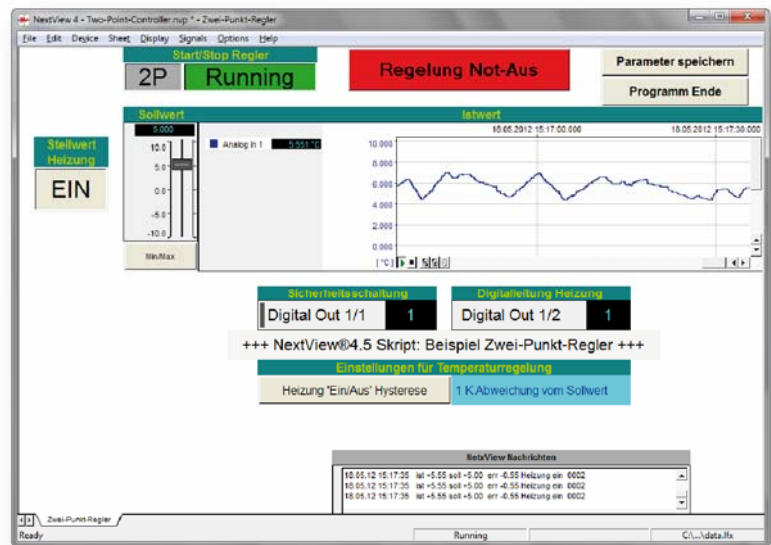 NextView 4 - Two-Point-Controller.nvp * - Zwei-Punkt-Regler
File Edit Device Sheet Display Signals Options Help
Start/Stop Regler
2P Running
Regelung Not-Aus
Parameter speichern
Programm Ende
Sollwert
Istwert
5.000
18.05.2012 15:17:00.000 18.05.2012 15:17:30.000
Stellwert
Heizung
EIN
10.0
5.0
0.0
-5.0
-10.0
Min/Max
Analog In 1 5.551 °C
10.000
8.000
6.000
4.000
2.000
0.000
[°C]
Sicherheitsschaltung
Digital Out 1/1 1
Digitalleitung Heizung
Digital Out 1/2 1
+++ NextView®4.5 Skript: Beispiel Zwei-Punkt-Regler +++
Einstellungen für Temperaturregelung
Heizung 'Ein/Aus' Hysterese
1 K Abweichung vom Sollwert
NetxView Nachrichten
18.05.12 15:17:35 ist +5.55 soll +5.00 err -0.55 Heizung ein 0002
18.05.12 15:17:35 ist +5.55 soll +5.00 err -0.55 Heizung ein 0002
18.05.12 15:17:35 ist +5.55 soll +5.00 err -0.55 Heizung ein 0002
Zwei-Punkt-Regler
Ready Running C:\...\data.lfx